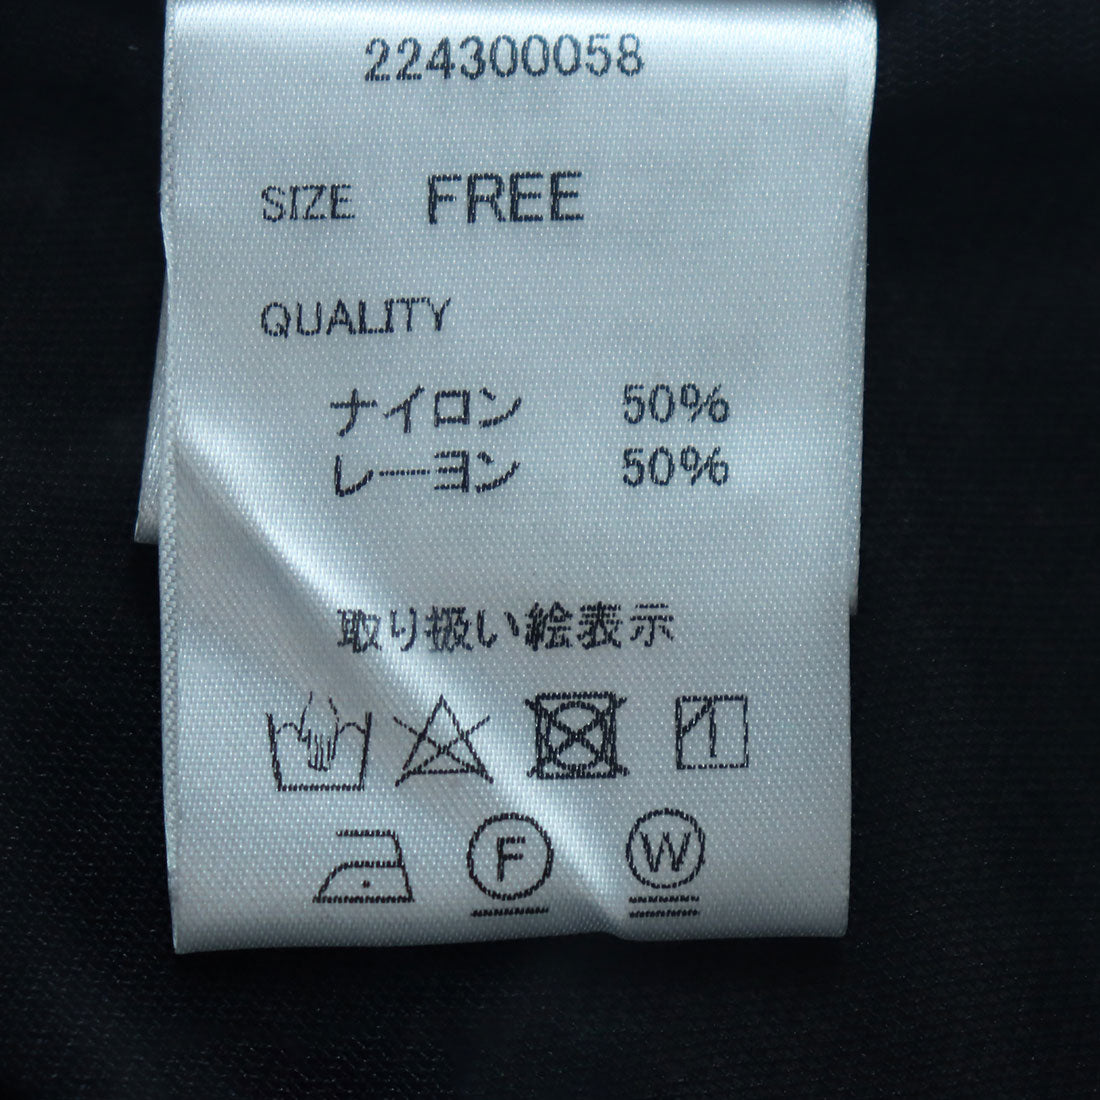 224300058
SIZE FREE
QUALITY
ナイロン 50%
レーヨン 50%
取り扱い絵表示
F W